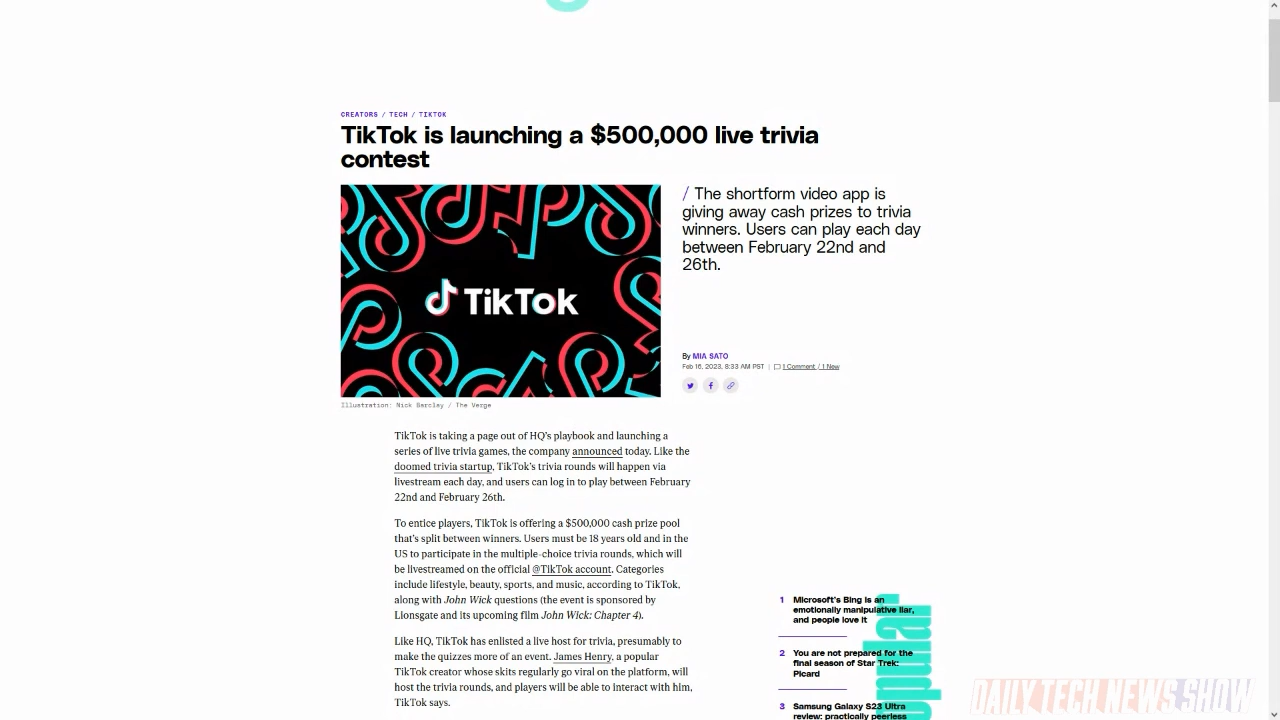 CREATORS / TECH / TIKTOK
TikTok is launching a $500,000 live trivia
contest
TikTok
/ The shortform video app is
giving away cash prizes to trivia
winners. Users can play each day
between February 22nd and
26th.
By MIA SATO
Feb 16, 2023, 8:33 AM PST | 1 Comment / 1 New
Illustration: Nick Barclay / The Verge
TikTok is taking a page out of HQ's playbook and launching a
series of live trivia games, the company announced today. Like the
doomed trivia startup, TikTok's trivia rounds will happen via
livestream each day, and users can log in to play between February
22nd and February 26th.
To entice players, TikTok is offering a $500,000 cash prize pool
that's split between winners. Users must be 18 years old and in the
US to participate in the multiple-choice trivia rounds, which will
be livestreamed on the official @TikTok account. Categories
include lifestyle, beauty, sports, and music, according to TikTok,
along with John Wick questions (the event is sponsored by
Lionsgate and its upcoming film John Wick: Chapter 4).
Like HQ, TikTok has enlisted a live host for trivia, presumably to
make the quizzes more of an event. James Henry, a popular
TikTok creator whose skits regularly go viral on the platform, will
host the trivia rounds, and players will be able to interact with him,
TikTok says.
1 Microsoft's Bing is an
emotionally manipulative liar,
and people love it
2 You are not prepared for the
final season of Star Trek:
Picard
3 Samsung Galaxy S23 Ultra
review: practically peerless
DAILY TECH NEWS SHOW